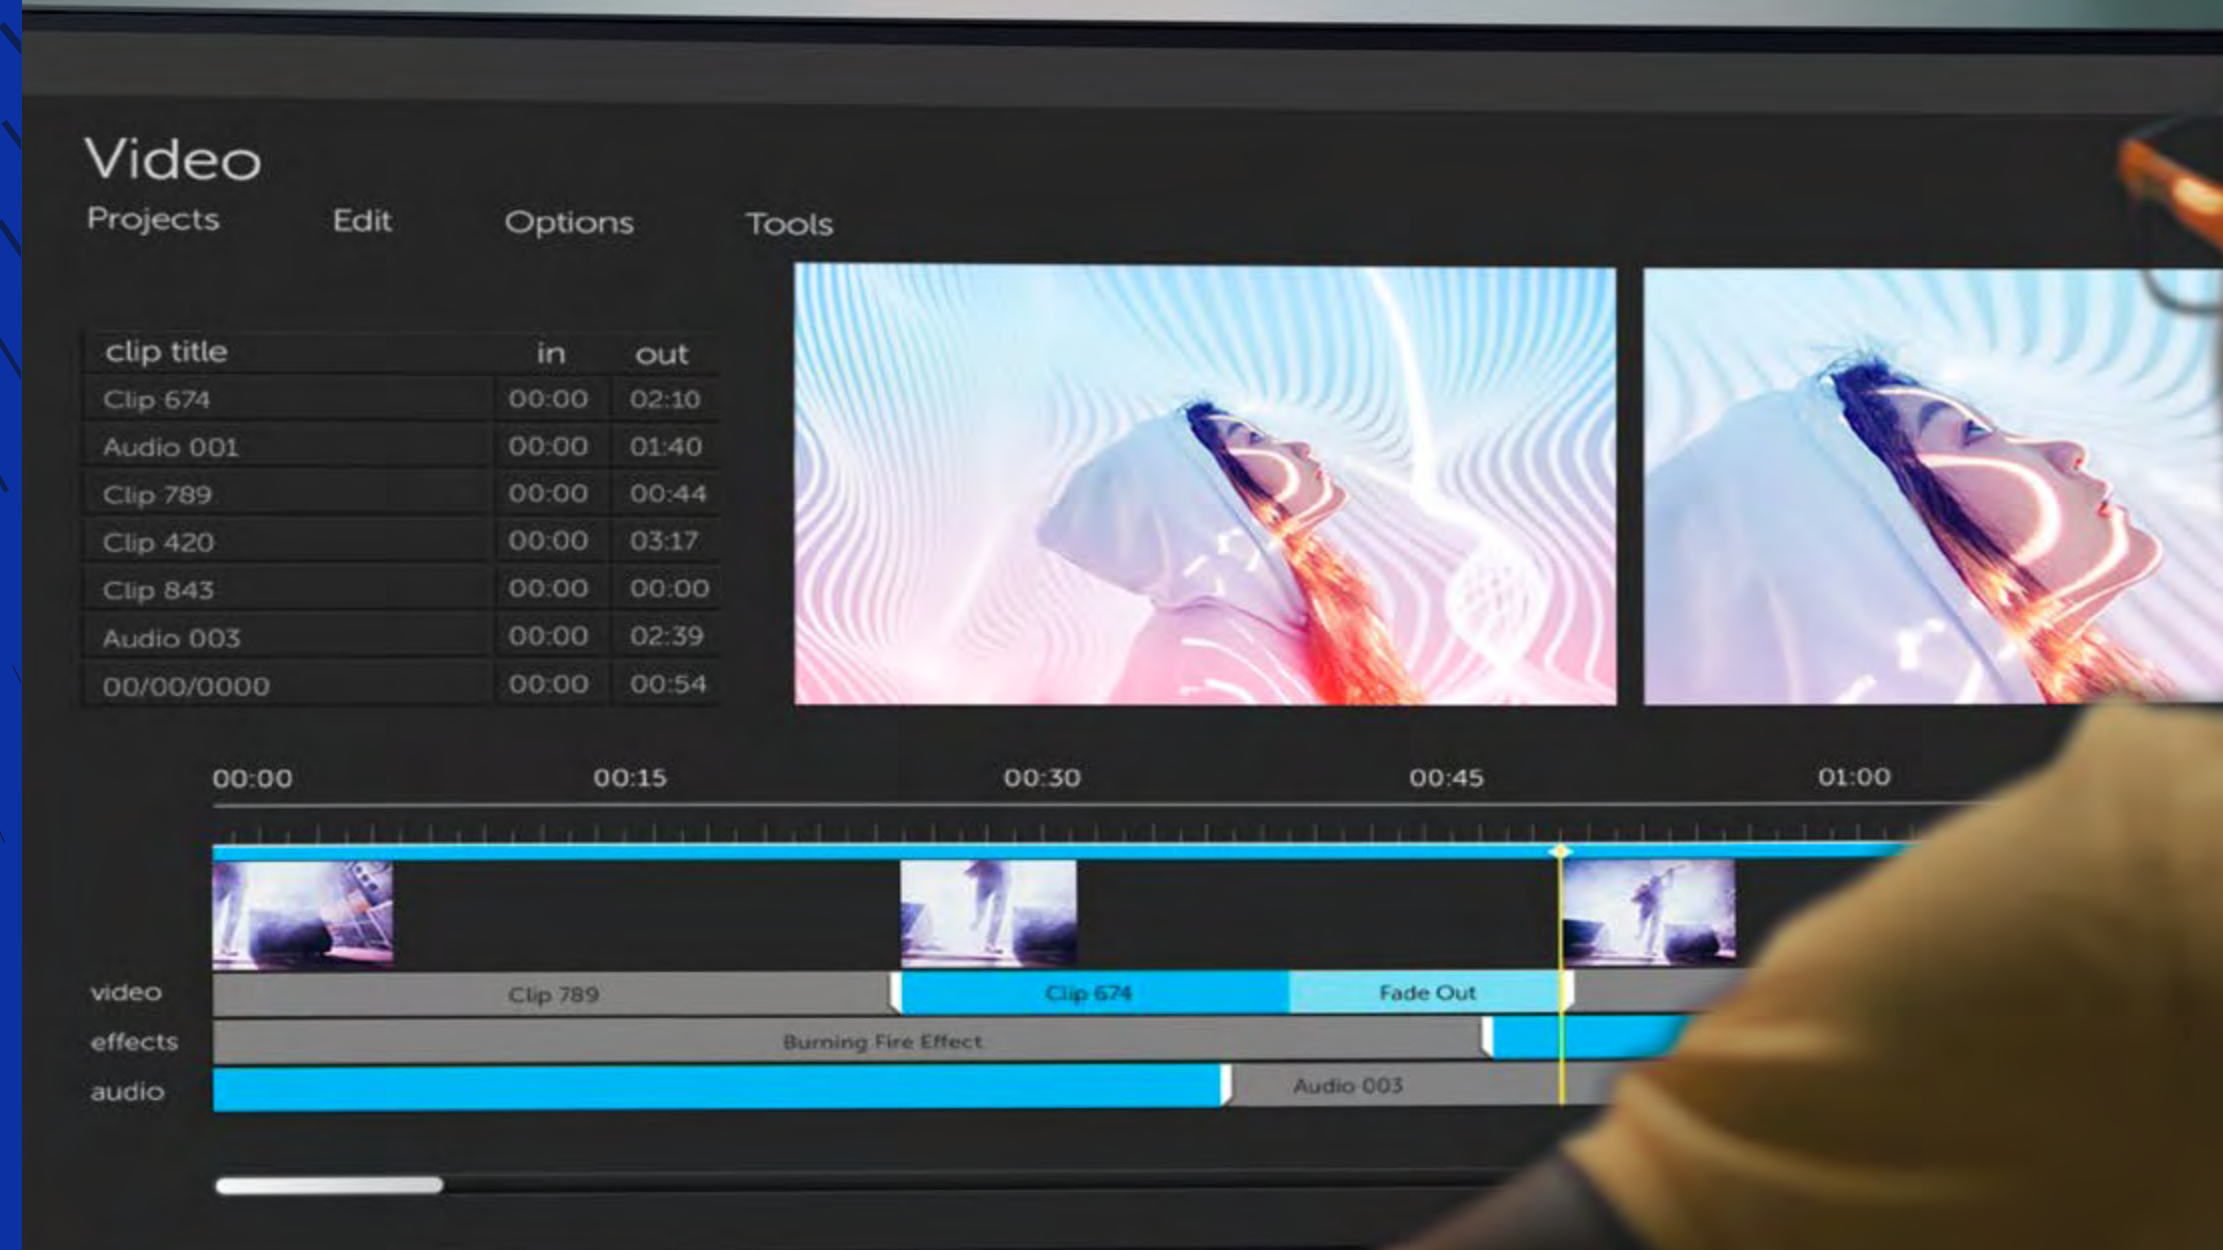 Video
Projects Edit Options Tools
clip title in out
Clip 674 00:00 02:10
Audio 001 00:00 01:40
Clip 789 00:00 00:44
Clip 420 00:00 03:17
Clip 843 00:00 00:00
Audio 003 00:00 02:39
00/00/0000 00:00 00:54
00:00 00:15 00:30 00:45 01:00
video Clip 789 Clip 674 Fade Out
effects Burning Fire Effect
audio Audio 003